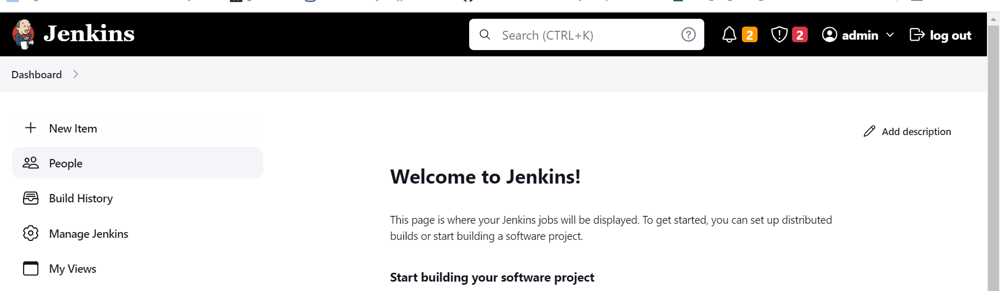 Jenkins
Search (CTRL+K)
2
2
admin
log out
Dashboard
New Item
Add description
People
Welcome to Jenkins!
Build History
This page is where your Jenkins jobs will be displayed. To get started, you can set up distributed
builds or start building a software project.
Manage Jenkins
My Views
Start building your software project